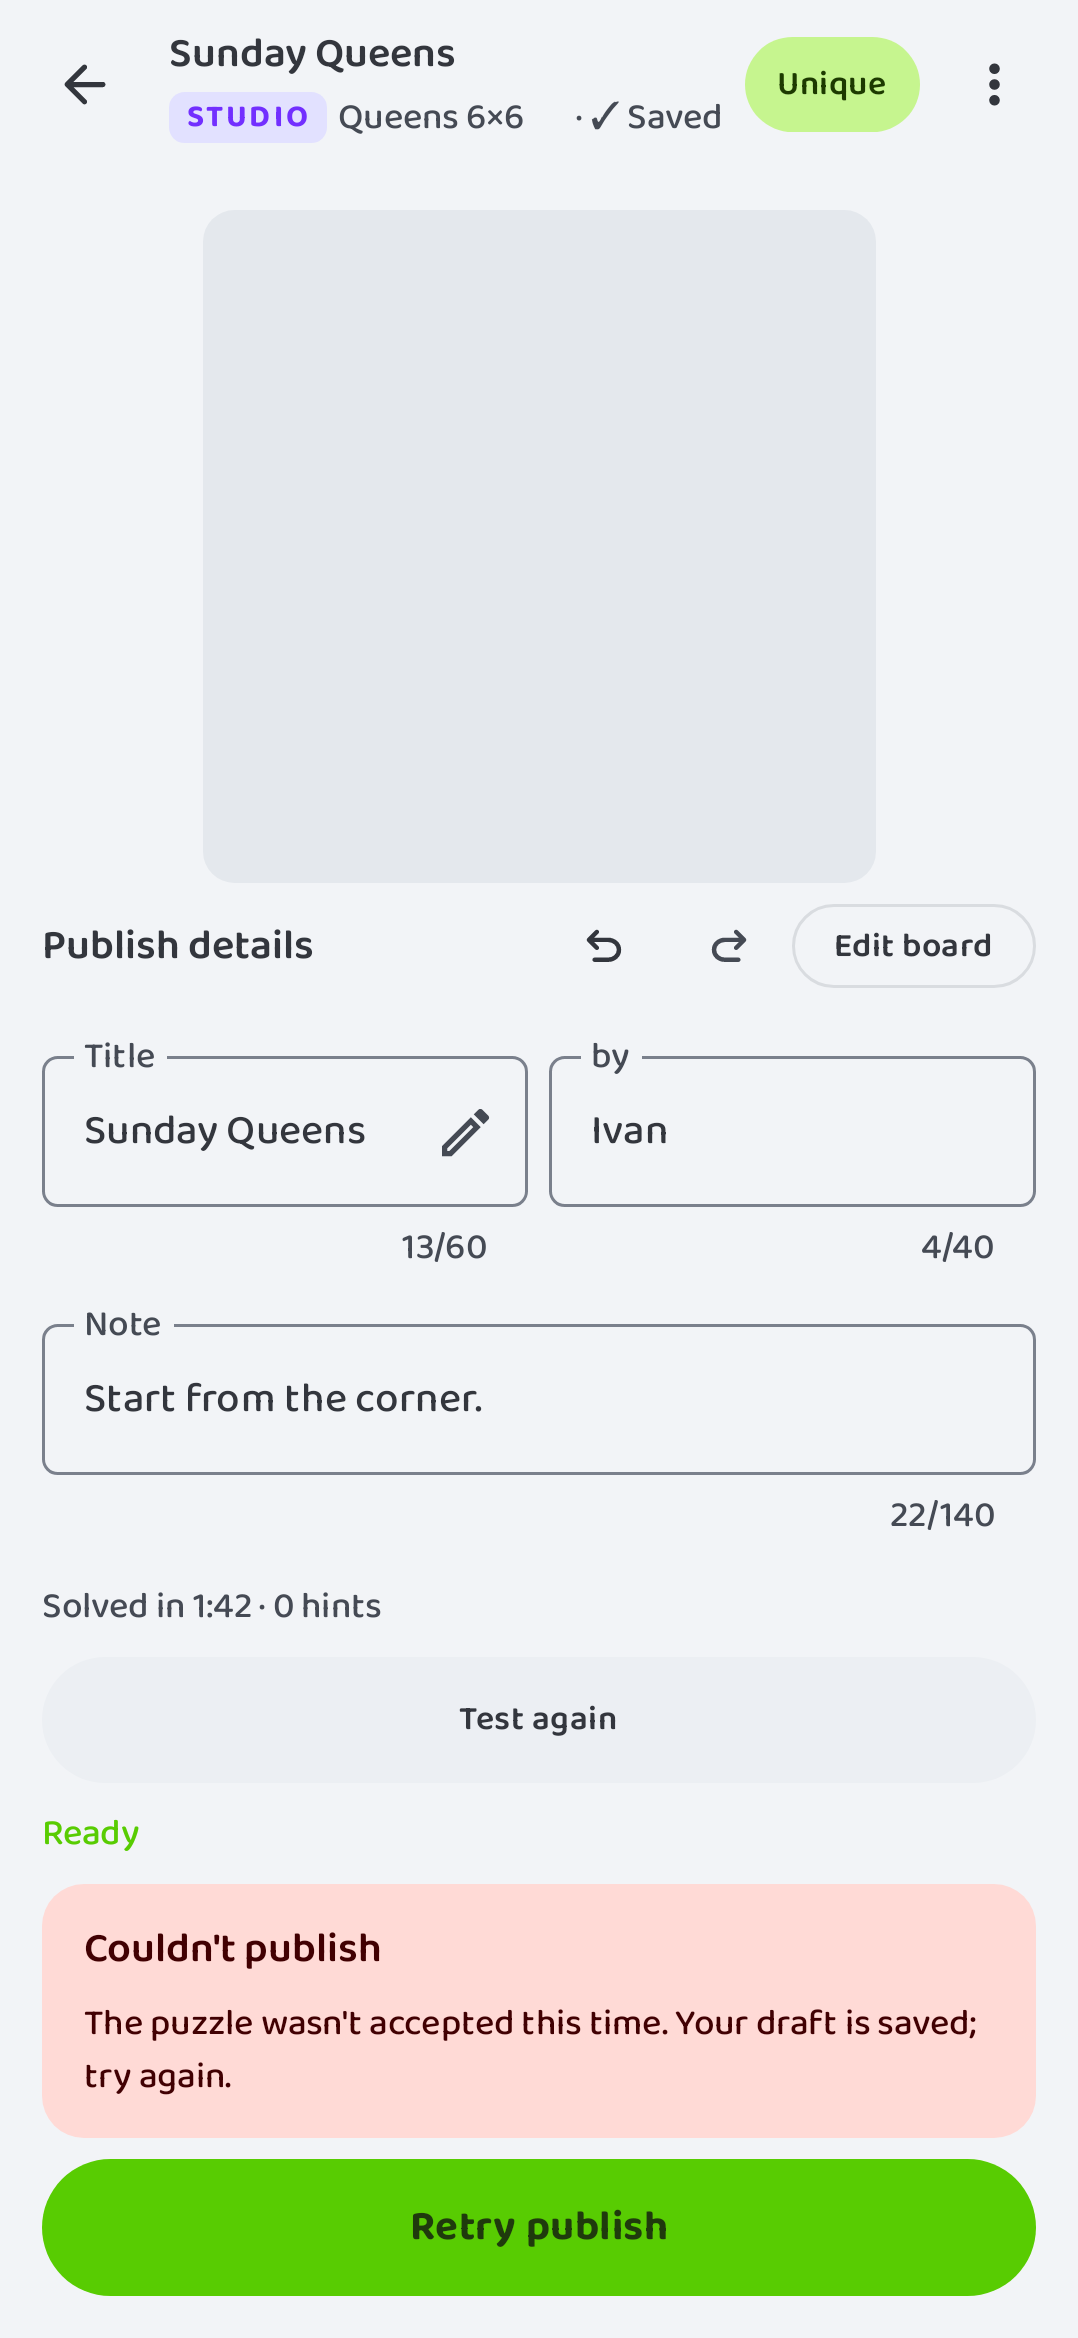 Sunday Queens
STUDIO Queens 6×6 · ✓ Saved
Unique
Publish details
Edit board
Title
Sunday Queens
13/60
by
Ivan
4/40
Note
Start from the corner.
22/140
Solved in 1:42 · 0 hints
Test again
Ready
Couldn't publish
The puzzle wasn't accepted this time. Your draft is saved;
try again.
Retry publish